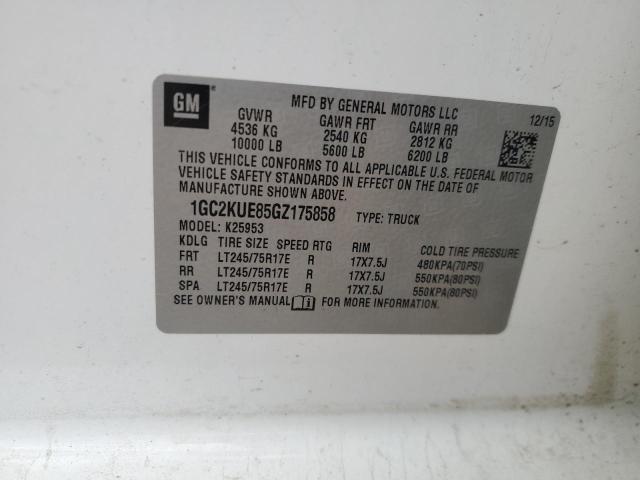 GM
MFD BY GENERAL MOTORS LLC
12/15
GVWR GAWR FRT GAWR RR
4536 KG 2540 KG 2812 KG
10000 LB 5600 LB 6200 LB
THIS VEHICLE CONFORMS TO ALL APPLICABLE U.S. FEDERAL MOTOR
VEHICLE SAFETY STANDARDS IN EFFECT ON THE DATE OF
MANUFACTURE SHOWN ABOVE.
1GC2KUE85GZ175858 TYPE: TRUCK
MODEL: K25953
KDLG TIRE SIZE SPEED RTG RIM COLD TIRE PRESSURE
FRT LT245/75R17E R 17X7.5J 480KPA(70PSI)
RR LT245/75R17E R 17X7.5J 550KPA(80PSI)
SPA LT245/75R17E R 17X7.5J 550KPA(80PSI)
SEE OWNER'S MANUAL FOR MORE INFORMATION.